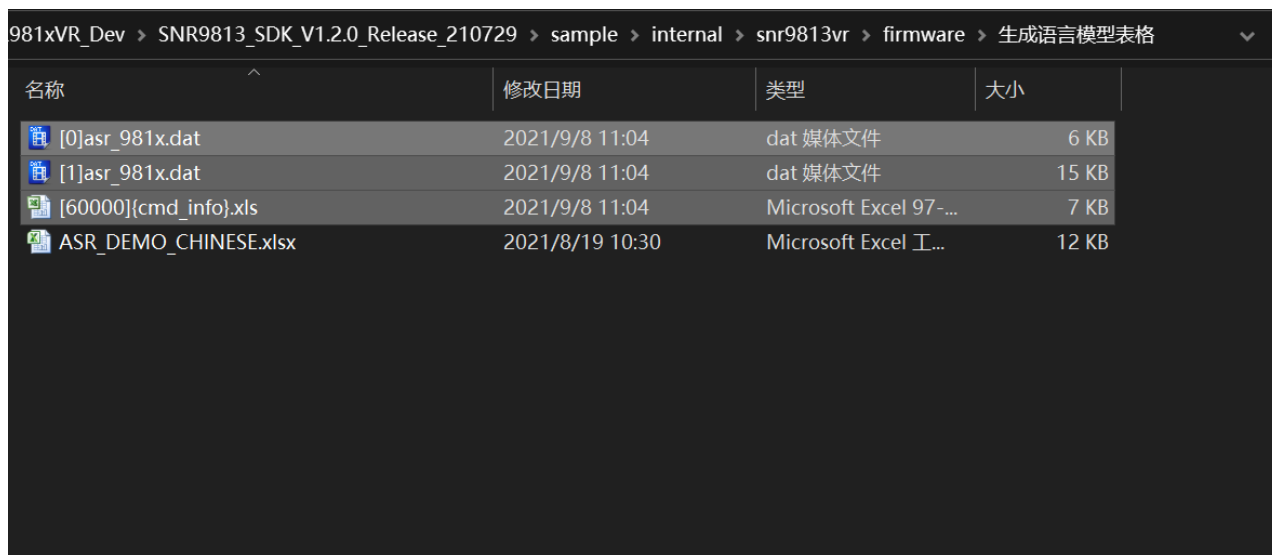 .981xVR_Dev > SNR9813_SDK_V1.2.0_Release_210729 > sample > internal > snr9813vr > firmware > 生成语言模型表格
名称 修改日期 类型 大小
[0]asr_981x.dat 2021/9/8 11:04 dat 媒体文件 6 KB
[1]asr_981x.dat 2021/9/8 11:04 dat 媒体文件 15 KB
[60000]{cmd_info}.xls 2021/9/8 11:04 Microsoft Excel 97-... 7 KB
ASR_DEMO_CHINESE.xlsx 2021/8/19 10:30 Microsoft Excel 工... 12 KB